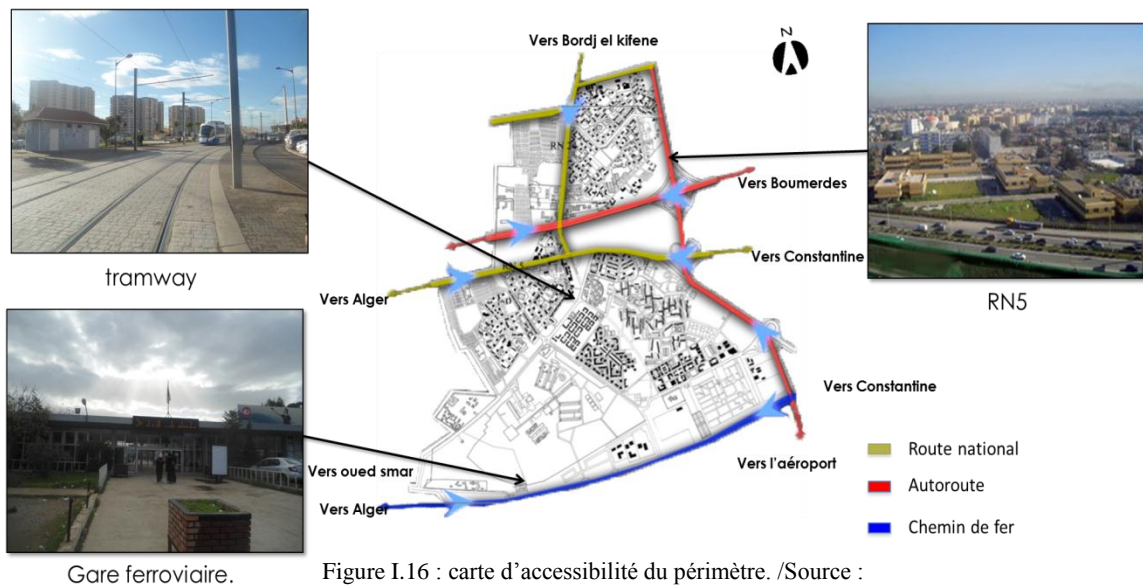 Vers Bordj el kifene
Z
RN
Vers Boumerdes
tramway
Vers Constantine
Vers Alger
RN5
Vers Constantine
Vers oued smar
Vers l'aéroport
Vers Alger
Route national
Autoroute
Chemin de fer
Gare ferroviaire.
Figure I.16 : carte d'accessibilité du périmètre. /Source :